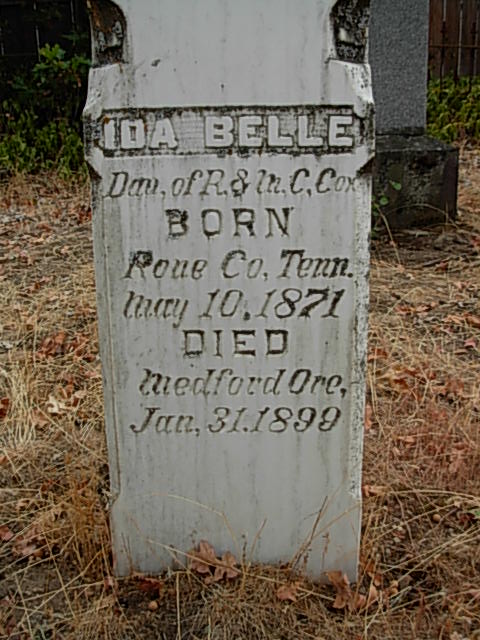 IDA BELLE
Dau, of R, & M, C, Cox
BORN
Roue Co, Tenn.
May 10, 1871
DIED
Medford Ore,
Jan, 31. 1899